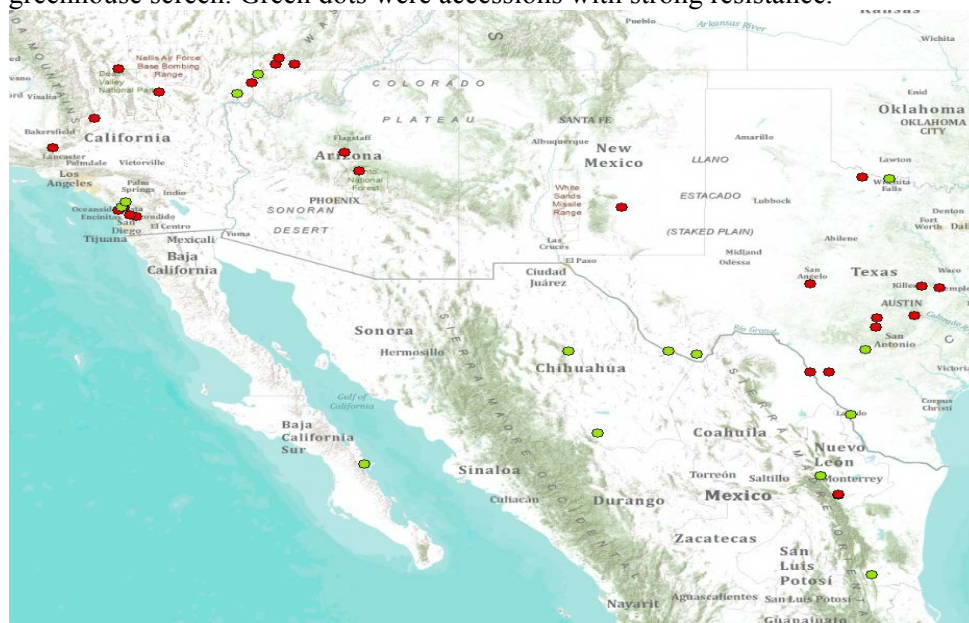 greenhouse screen. Green dots were accessions with strong resistance.
Pueblo
Arkansas River
Kansas
Wichita
Nellis Air Force
Base Bombing
Range
Death
Valley
National Park
Visalia
COLORADO
PLATEAU
Enid
Oklahoma
OKLAHOMA
CITY
Bakersfield
California
Flagstaff
Arizona
SANTA FE
Albuquerque
New
Mexico
Amarillo
LLANO
Lawton
Wichita
Falls
Lancaster
Palmdale
Victorville
Los
Angeles
Palm
Springs
Indio
National
Forest
PHOENIX
White
Sands
Missile
Range
ESTACADO
Lubbock
(STAKED PLAIN)
Denton
Fort
Worth
Oceanside
Encinitas
El Centro
San
Diego
Tijuana
Mexicali
Yuma
SONORAN
DESERT
Las
Cruces
El Paso
Ciudad
Juárez
Midland
Odessa
Abilene
San
Angelo
Texas
Waco
AUSTIN
San
Antonio
Baja
California
Sonora
Hermosillo
SIERRA MADRE OCCIDENTAL
Chihuahua
Rio Grande
Victoria
Corpus
Christi
Gulf of
California
Baja
California
Sur
Coahuila
Nuevo
León
Monterrey
Sinaloa
Culiacán
Durango
Torreón
Saltillo
Mexico
Zacatecas
San
Luis
Potosí
Nayarit
Aguascalientes
San Luis Potosí
Guanajuato